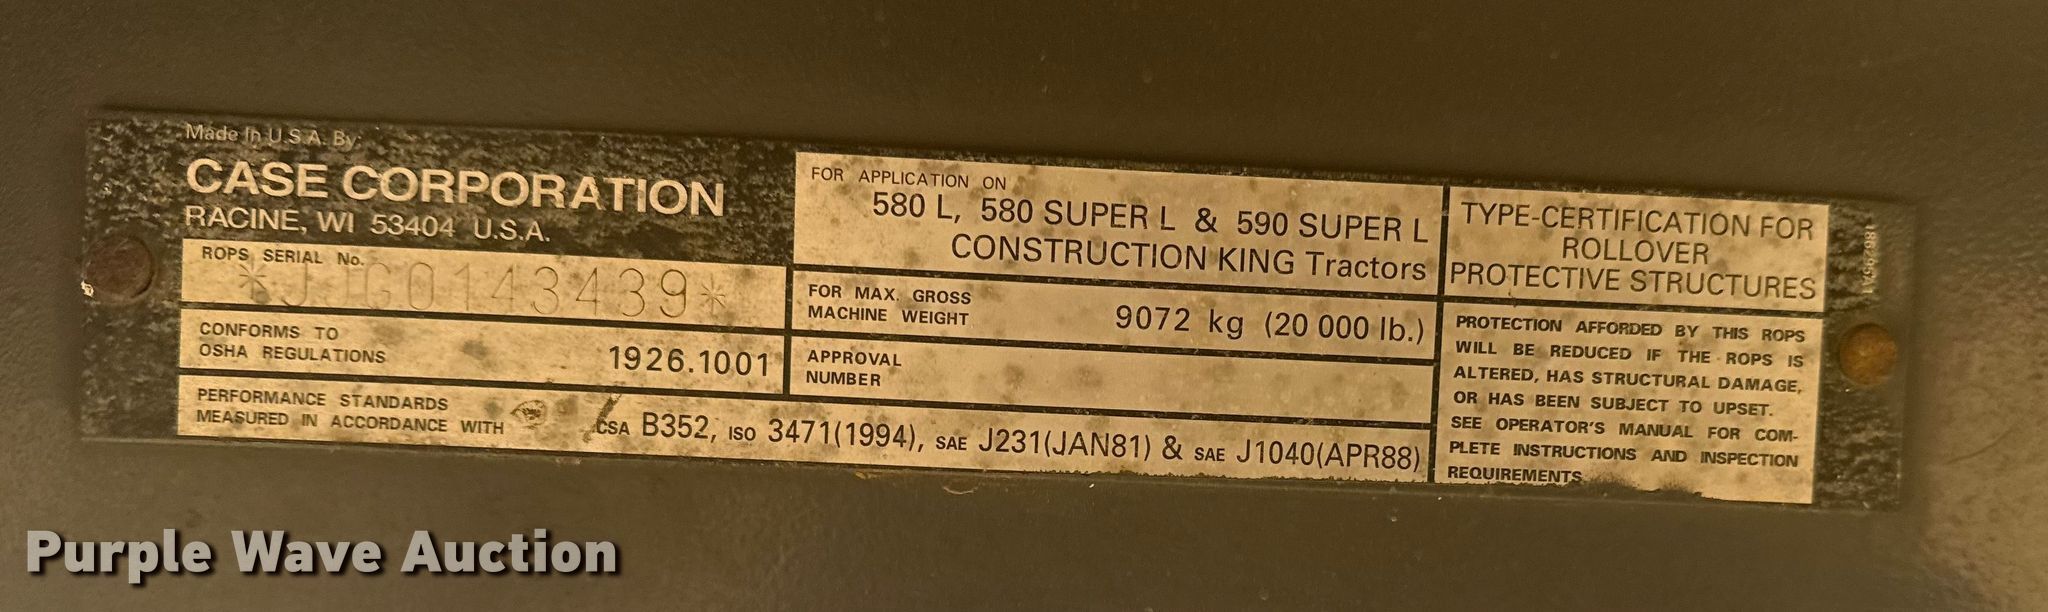 Made In U.S.A. By:
CASE CORPORATION
RACINE, WI 53404 U.S.A.
ROPS SERIAL No.
*JJG0143439*
CONFORMS TO
OSHA REGULATIONS
1926.1001
PERFORMANCE STANDARDS
MEASURED IN ACCORDANCE WITH
CSA B352, ISO 3471(1994), SAE J231(JAN81) & SAE J1040(APR88)
FOR APPLICATION ON
580 L, 580 SUPER L & 590 SUPER L
CONSTRUCTION KING Tractors
FOR MAX. GROSS
MACHINE WEIGHT
9072 kg (20 000 lb.)
APPROVAL
NUMBER
TYPE-CERTIFICATION FOR
ROLLOVER
PROTECTIVE STRUCTURES
PROTECTION AFFORDED BY THIS ROPS
WILL BE REDUCED IF THE ROPS IS
ALTERED, HAS STRUCTURAL DAMAGE,
OR HAS BEEN SUBJECT TO UPSET.
SEE OPERATOR'S MANUAL FOR COM-
PLETE INSTRUCTIONS AND INSPECTION
REQUIREMENTS
Purple Wave Auction